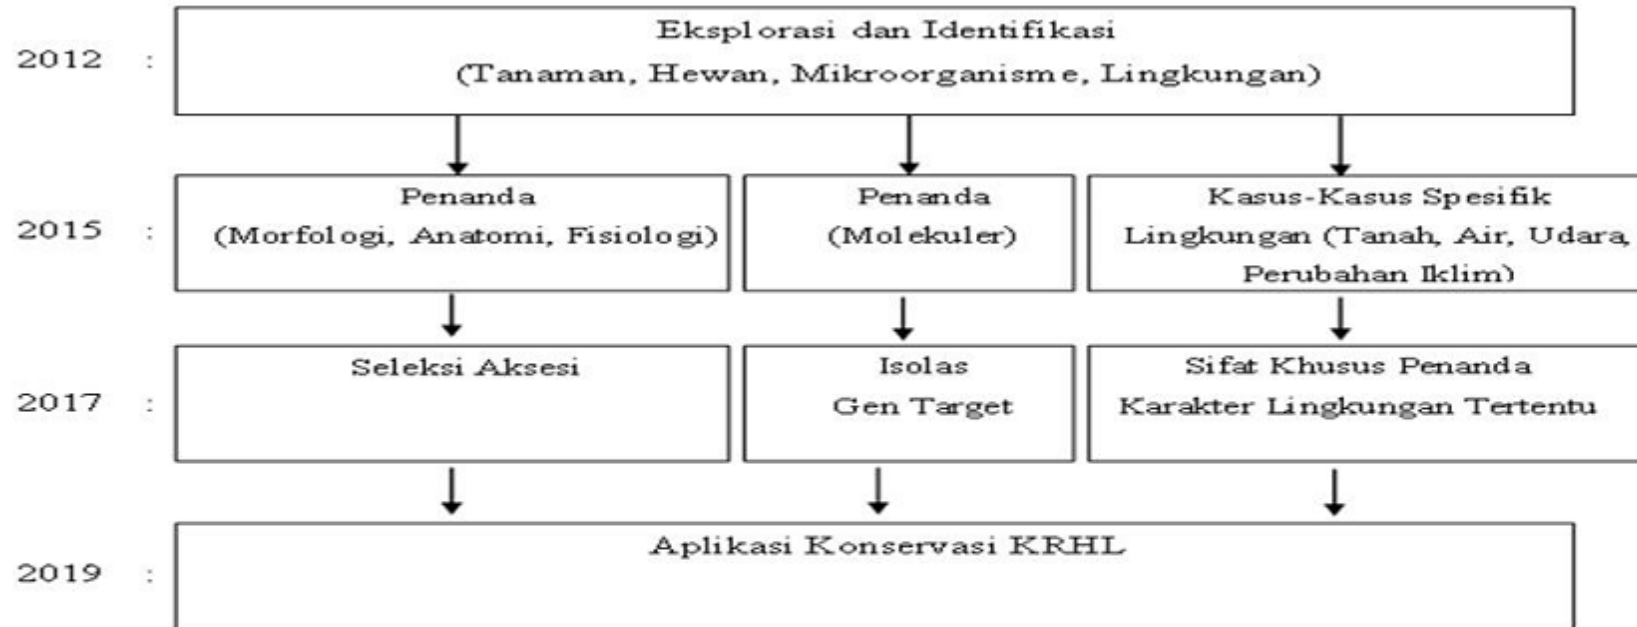 Eksplorasi dan Identifikasi
2012 :
(Tanaman, Hewan, Mikroorganisme, Lingkungan)
Penanda
(Morfologi, Anatomi, Fisiologi)
Penanda
(Molekuler)
Kasus-Kasus Spesifik
Lingkungan (Tanah, Air, Udara,
Perubahan Iklim)
2015 :
Seleksi Aksesi
Isolas
Gen Target
Sifat Khusus Penanda
Karakter Lingkungan Tertentu
2017 :
Aplikasi Konservasi KRHL
2019 :